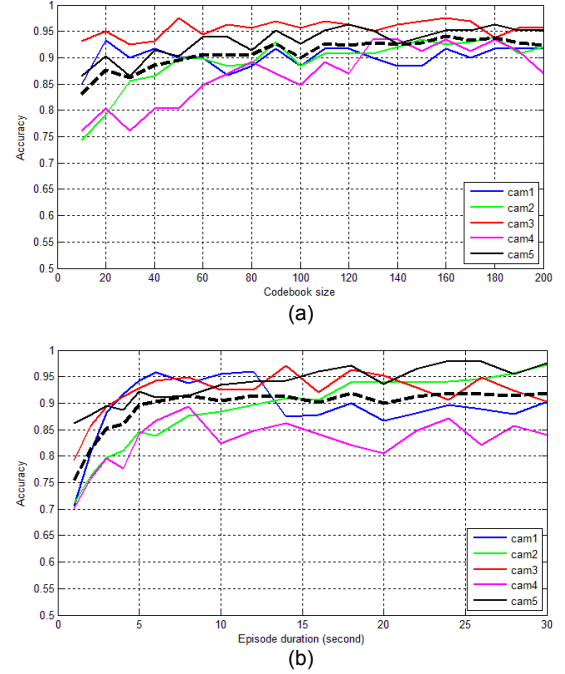 1
0.95
0.9
0.85
0.8
0.75
0.7
0.65
0.6
0.55
0.5
Accuracy
0 20 40 60 80 100 120 140 160 180 200
Codebook size
cam1
cam2
cam3
cam4
cam5
(a)
1
0.95
0.9
0.85
0.8
0.75
0.7
0.65
0.6
0.55
0.5
Accuracy
0 5 10 15 20 25 30
Episode duration (second)
cam1
cam2
cam3
cam4
cam5
(b)